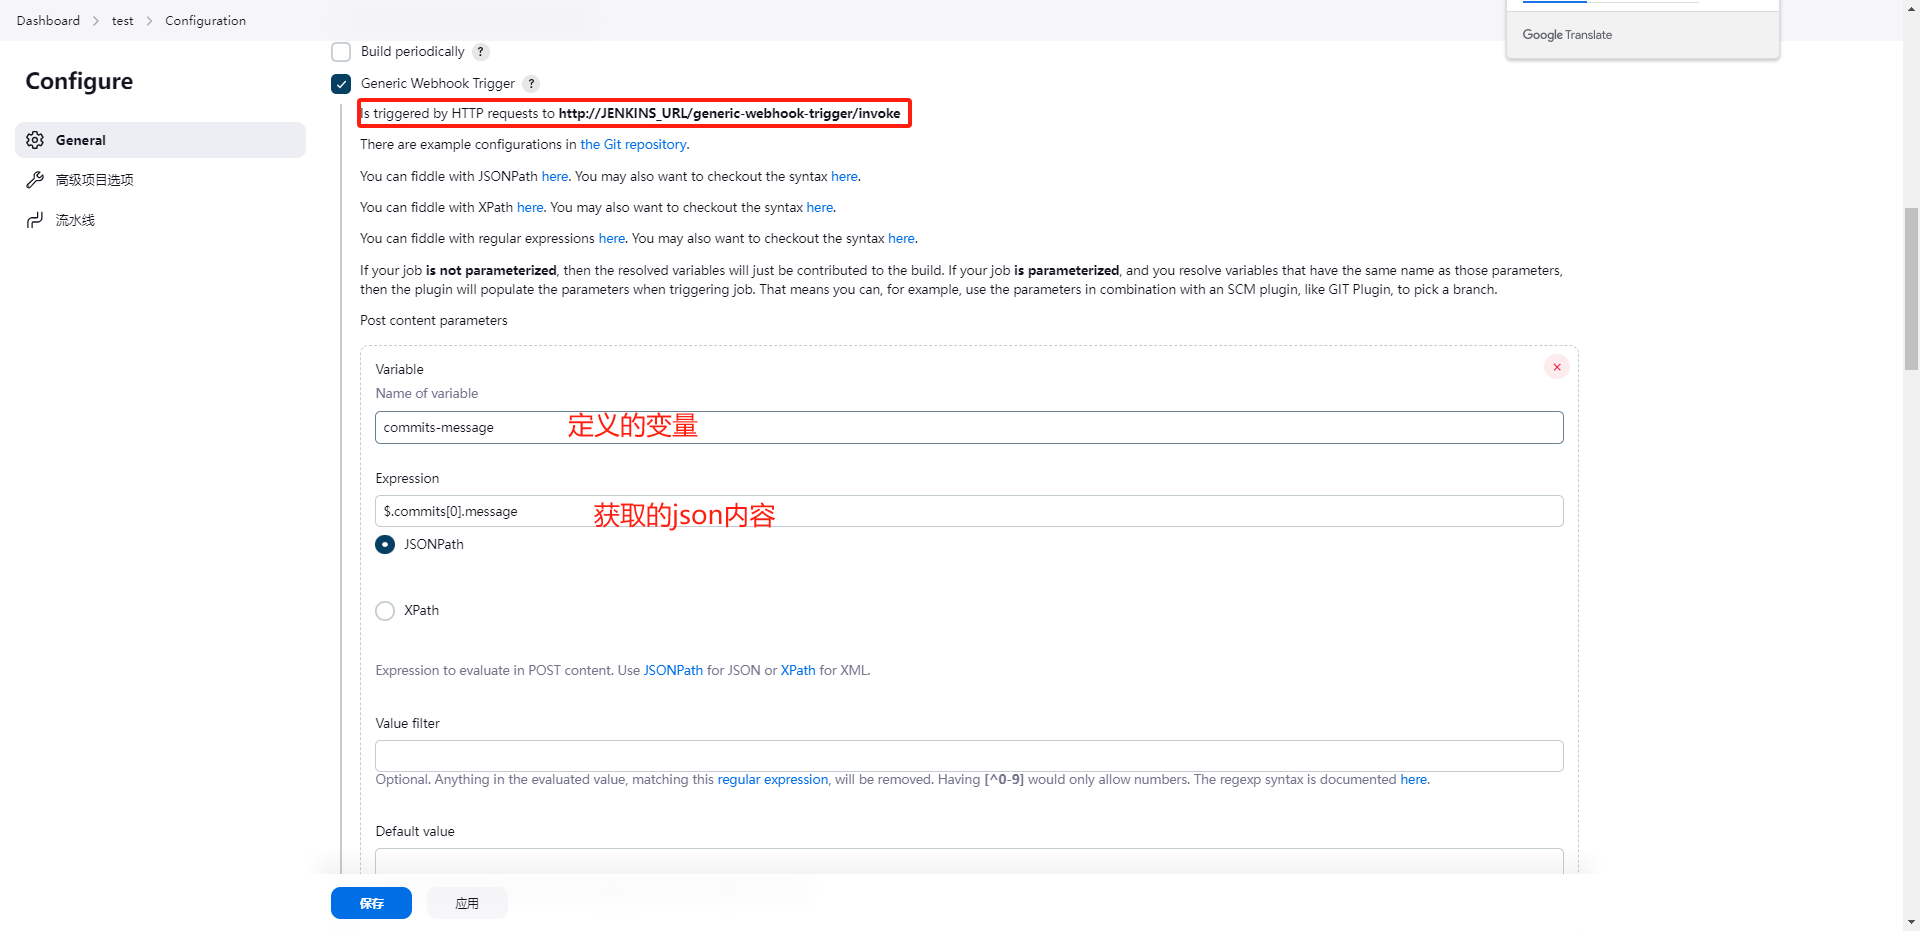 Dashboard > test > Configuration
Google Translate
Configure
General
高级项目选项
流水线
Build periodically ?
Generic Webhook Trigger ?
Is triggered by HTTP requests to http://JENKINS_URL/generic-webhook-trigger/invoke
There are example configurations in the Git repository.
You can fiddle with JSONPath here. You may also want to checkout the syntax here.
You can fiddle with XPath here. You may also want to checkout the syntax here.
You can fiddle with regular expressions here. You may also want to checkout the syntax here.
If your job is not parameterized, then the resolved variables will just be contributed to the build. If your job is parameterized, and you resolve variables that have the same name as those parameters,
then the plugin will populate the parameters when triggering job. That means you can, for example, use the parameters in combination with an SCM plugin, like GIT Plugin, to pick a branch.
Post content parameters
Variable
Name of variable
commits-message 定义的变量
Expression
$.commits[0].message 获取的json内容
JSONPath
XPath
Expression to evaluate in POST content. Use JSONPath for JSON or XPath for XML.
Value filter
Optional. Anything in the evaluated value, matching this regular expression, will be removed. Having [^0-9] would only allow numbers. The regexp syntax is documented here.
Default value
保存
应用